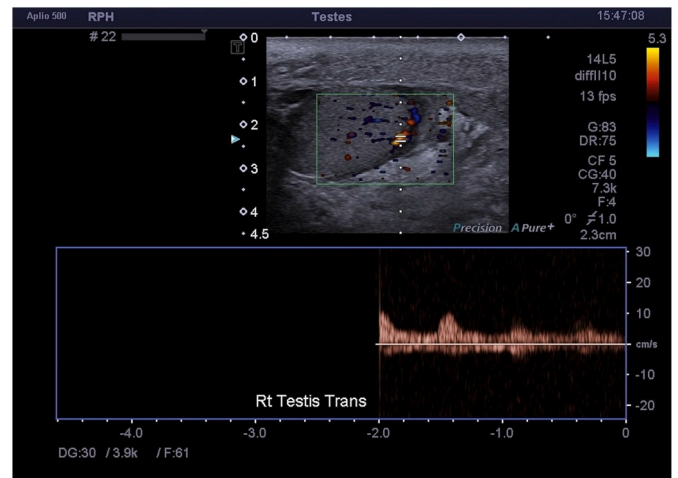 Aplio 500 RPH Testes 15:47:08
# 22
T
0
1
2
3
4
4.5
5.3
14L5
diffII10
13 fps
G:83
DR:75
CF 5
CG:40
7.3k
F:4
0° 1.0
2.3cm
Precision A Pure+
30
20
10
cm/s
-10
-20
Rt Testis Trans
-4.0 -3.0 -2.0 -1.0 0
DG:30 / 3.9k / F:61